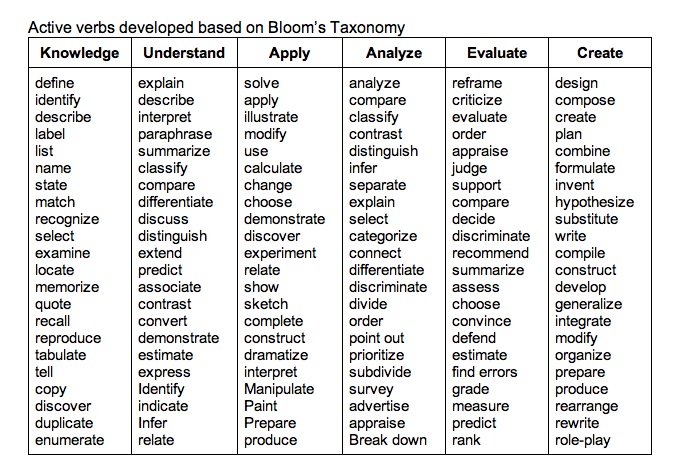 Active verbs developed based on Bloom's Taxonomy
Knowledge Understand Apply Analyze Evaluate Create
define explain solve analyze reframe design
identify describe apply compare criticize compose
describe interpret illustrate classify evaluate create
label paraphrase modify contrast order plan
list summarize use distinguish appraise combine
name classify calculate infer judge formulate
state compare change separate support invent
match differentiate choose explain compare hypothesize
recognize discuss demonstrate select decide substitute
select distinguish discover categorize discriminate write
examine extend experiment connect recommend compile
locate predict relate differentiate summarize construct
memorize associate show discriminate assess develop
quote contrast sketch divide choose generalize
recall convert complete order convince integrate
reproduce demonstrate construct point out defend modify
tabulate estimate dramatize prioritize estimate organize
tell express interpret subdivide find errors prepare
copy Identify Manipulate survey grade produce
discover indicate Paint advertise measure rearrange
duplicate Infer Prepare appraise predict rewrite
enumerate relate produce Break down rank role-play